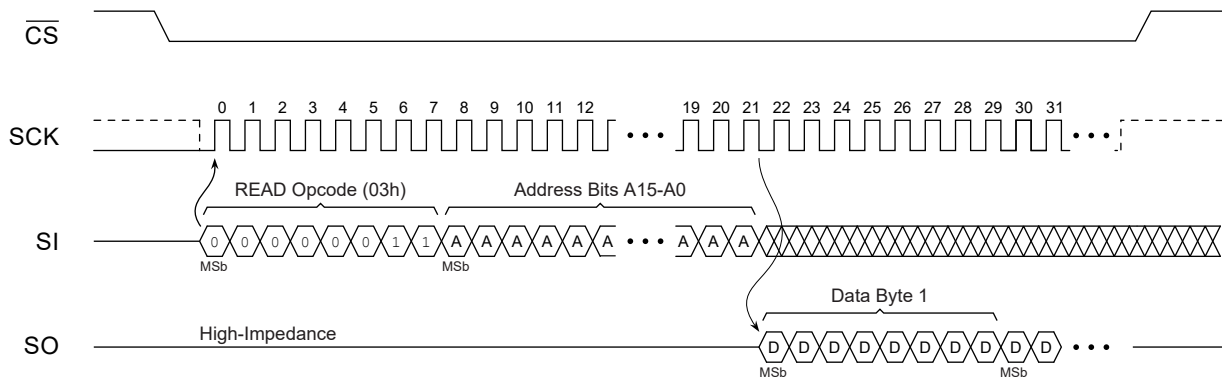 CS
0 1 2 3 4 5 6 7 8 9 10 11 12 19 20 21 22 23 24 25 26 27 28 29 30 31
SCK
READ Opcode (03h) Address Bits A15-A0
SI 0 0 0 0 0 0 1 1 A A A A A A A A A
MSb MSb
Data Byte 1
High-Impedance
SO D D D D D D D D D D
MSb MSb